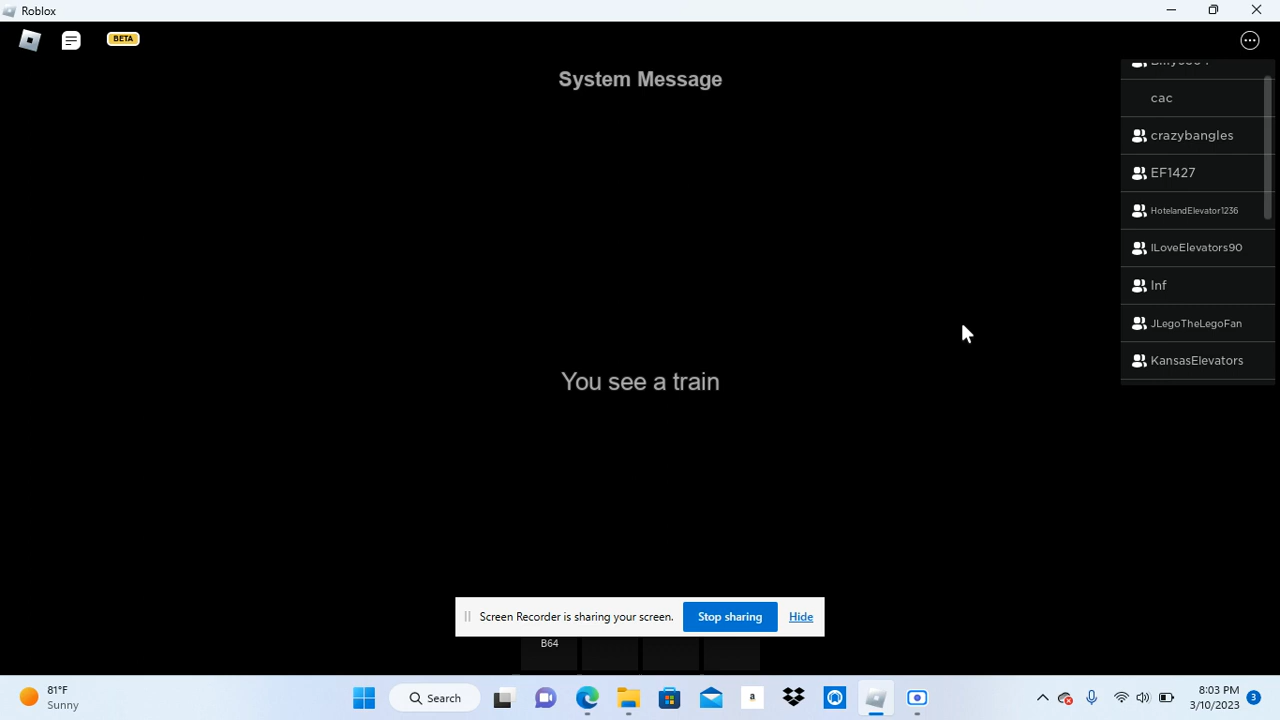 Roblox
BETA
System Message
cac
crazybangles
EF1427
HotelandElevator1236
ILoveElevators90
Inf
JLegoTheLegoFan
KansasElevators
You see a train
Screen Recorder is sharing your screen.
Stop sharing
Hide
B64
81°F
Sunny
Search
a
8:03 PM
3/10/2023
3